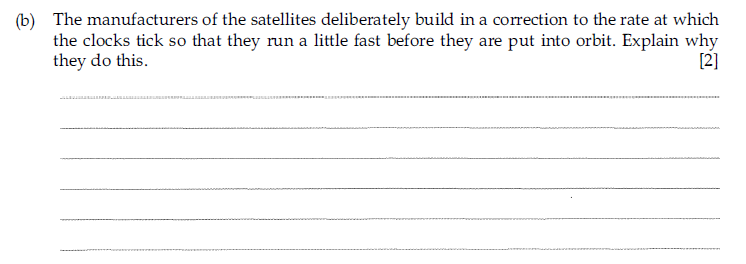 (b) The manufacturers of the satellites deliberately build in a correction to the rate at which
the clocks tick so that they run a little fast before they are put into orbit. Explain why
they do this. [2]